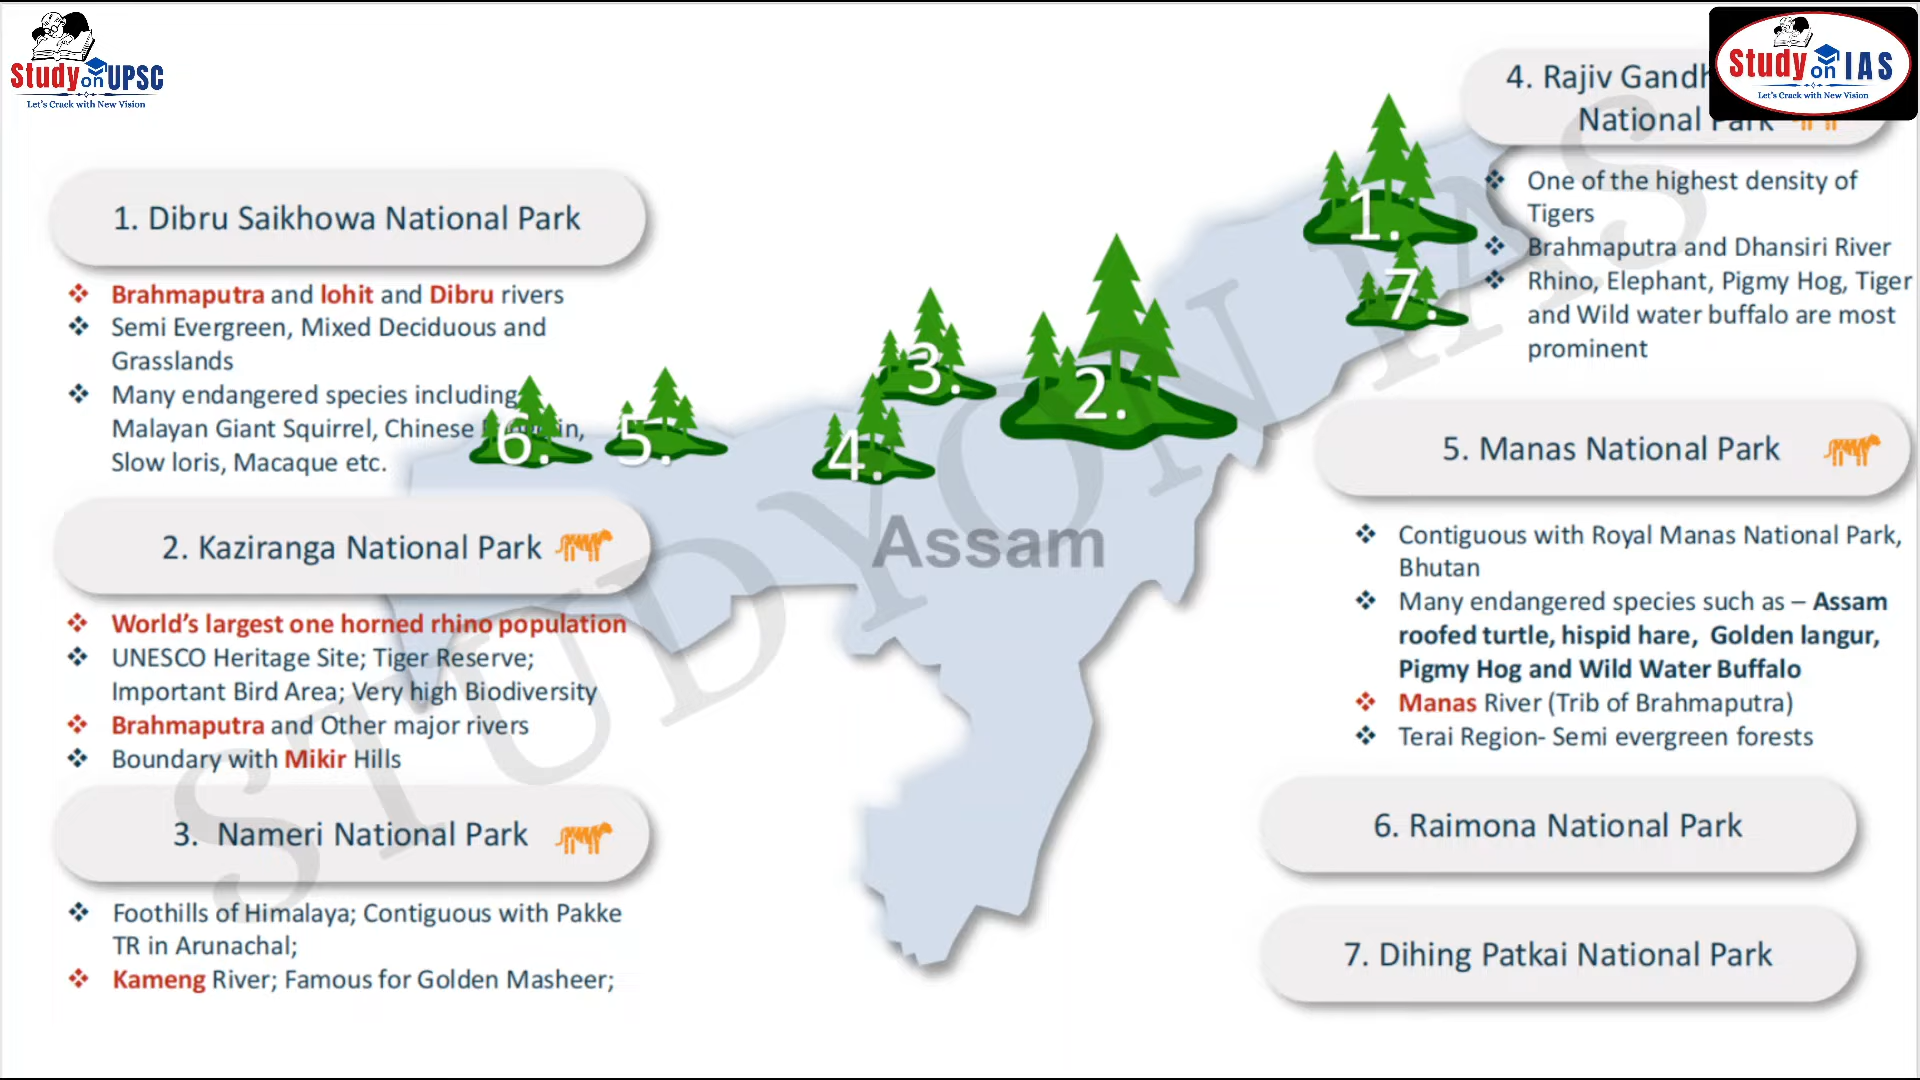 Study on UPSC
Let's Crack with New Vision
Study on IAS
Let's Crack with New Vision
1. Dibru Saikhowa National Park
Brahmaputra and lohit and Dibru rivers
Semi Evergreen, Mixed Deciduous and
Grasslands
Many endangered species including
Malayan Giant Squirrel, Chinese
Slow loris, Macaque etc.
2. Kaziranga National Park
World's largest one horned rhino population
UNESCO Heritage Site; Tiger Reserve;
Important Bird Area; Very high Biodiversity
Brahmaputra and Other major rivers
Boundary with Mikir Hills
3. Nameri National Park
Foothills of Himalaya; Contiguous with Pakke
TR in Arunachal;
Kameng River; Famous for Golden Masheer;
1.
7.
3.
2.
6.
5.
4.
Assam
STUDY ON IAS
4. Rajiv Gandh
National Park
One of the highest density of
Tigers
Brahmaputra and Dhansiri River
Rhino, Elephant, Pigmy Hog, Tiger
and Wild water buffalo are most
prominent
5. Manas National Park
Contiguous with Royal Manas National Park,
Bhutan
Many endangered species such as – Assam
roofed turtle, hispid hare, Golden langur,
Pigmy Hog and Wild Water Buffalo
Manas River (Trib of Brahmaputra)
Terai Region- Semi evergreen forests
6. Raimona National Park
7. Dihing Patkai National Park